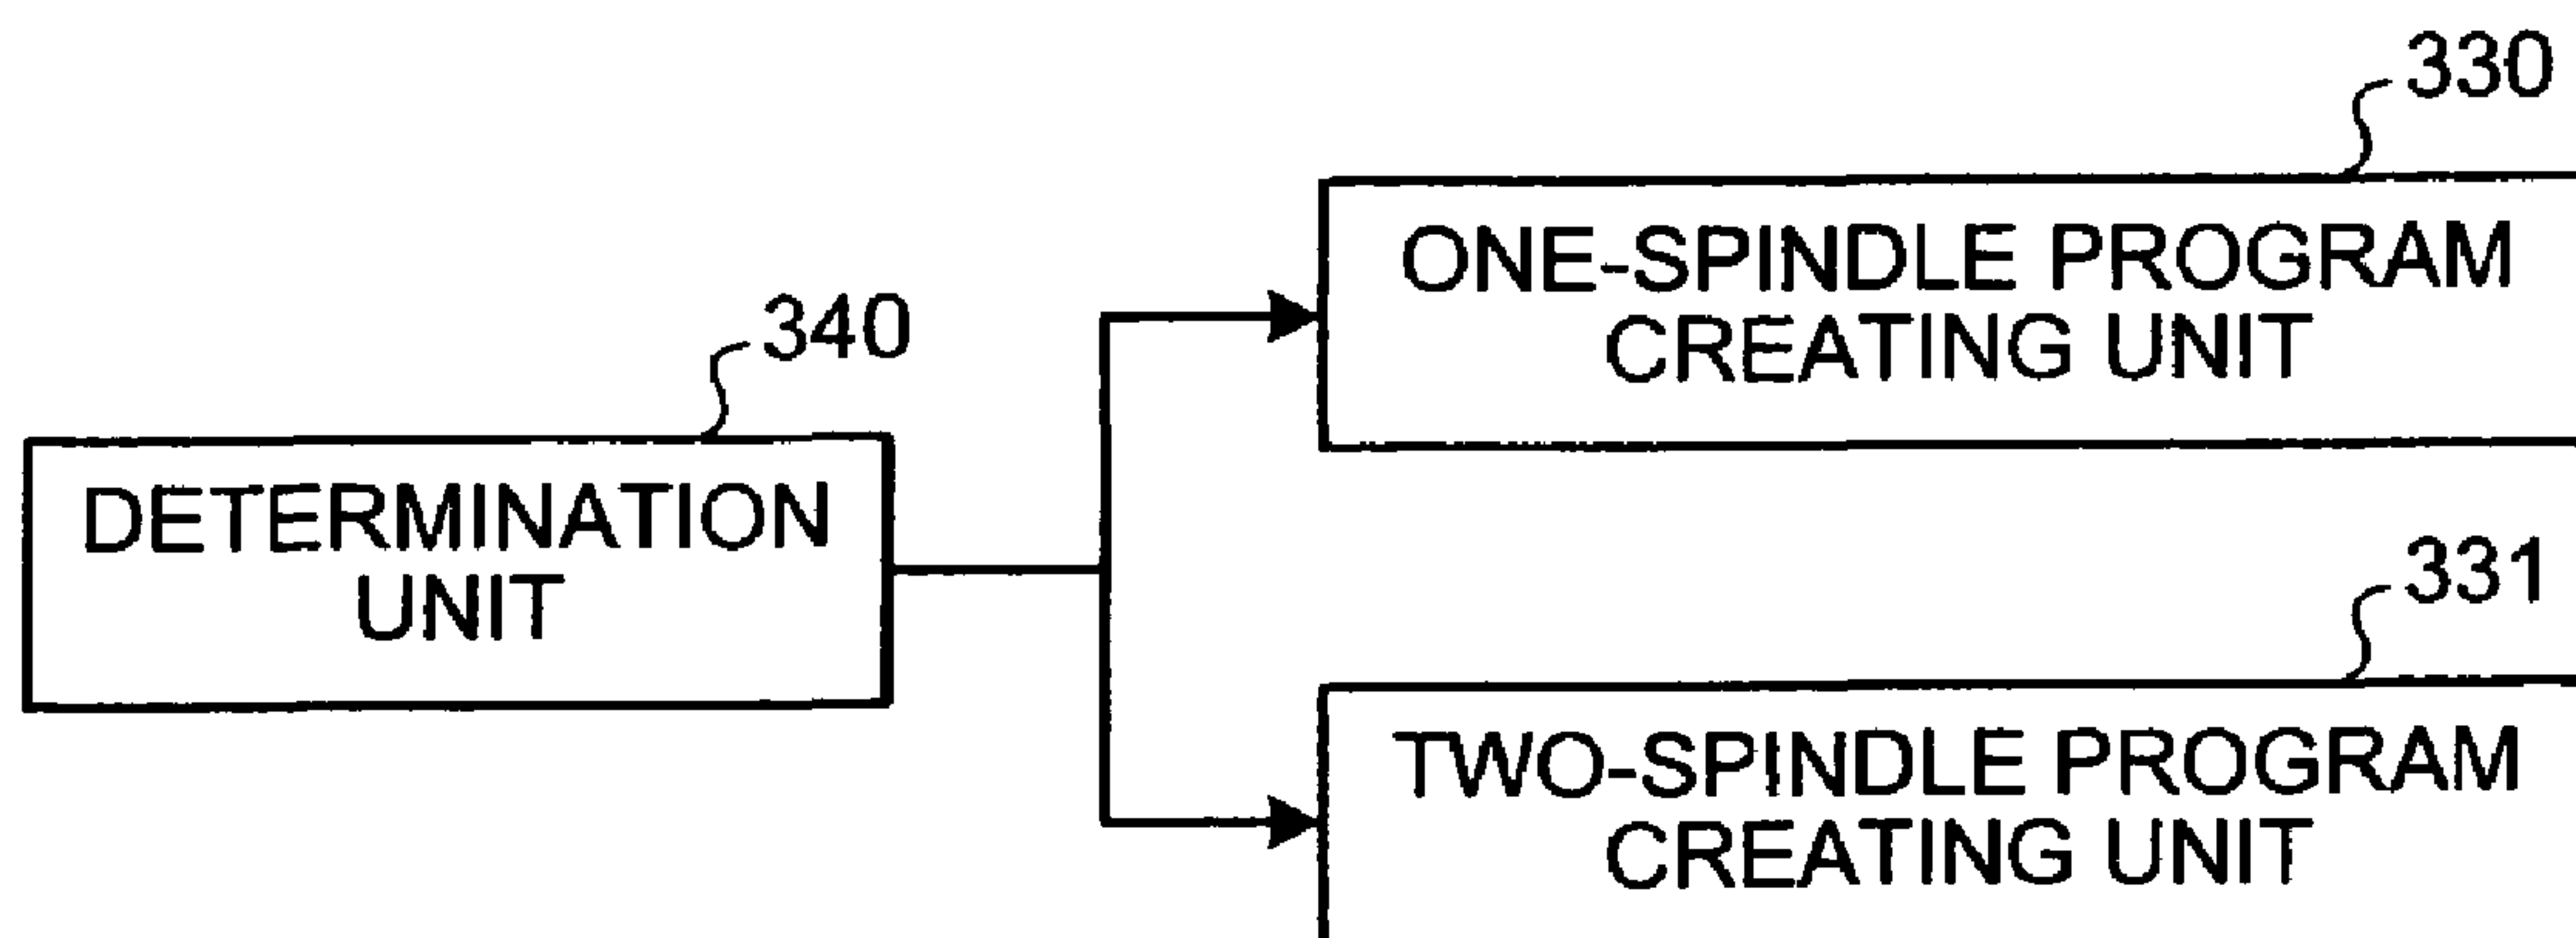 330
ONE-SPINDLE PROGRAM
CREATING UNIT
340
DETERMINATION
UNIT
331
TWO-SPINDLE PROGRAM
CREATING UNIT